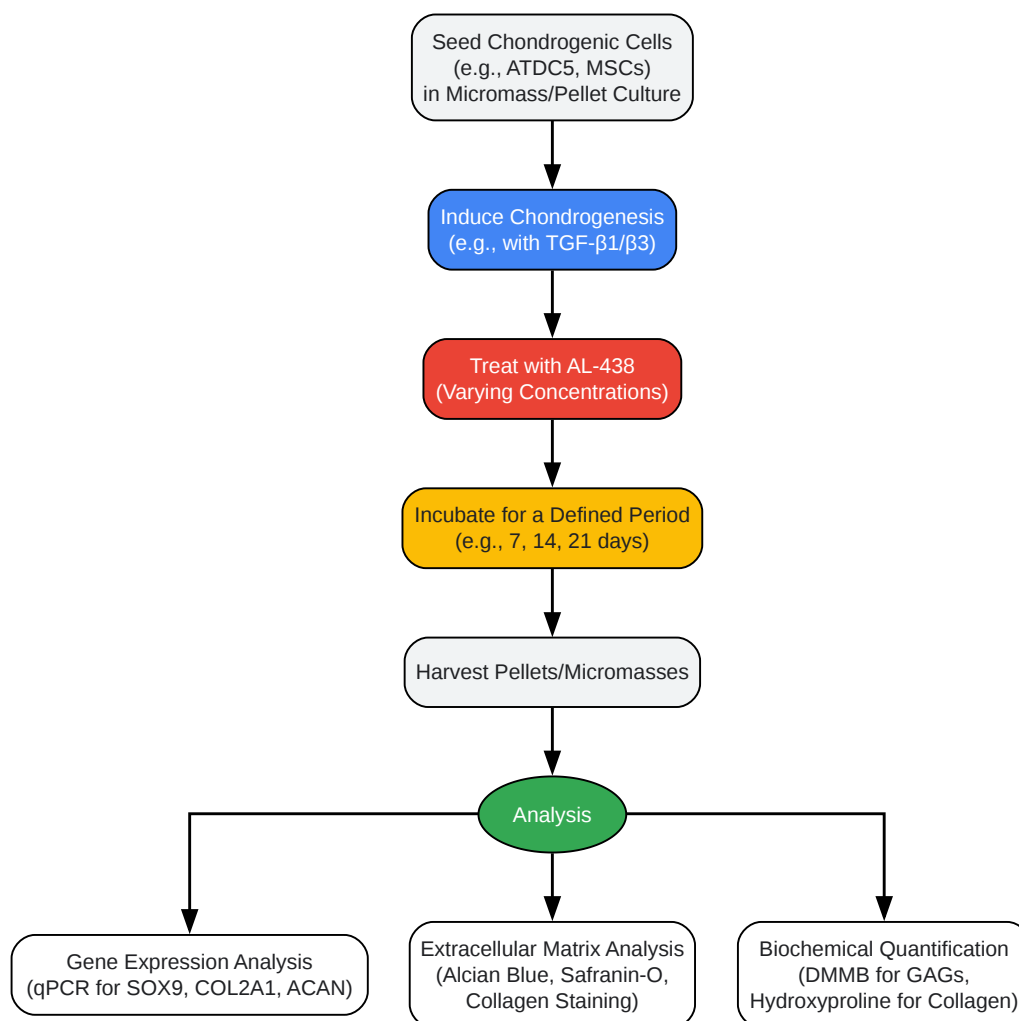 Seed Chondrogenic Cells
(e.g., ATDC5, MSCs)
in Micromass/Pellet Culture
Induce Chondrogenesis
(e.g., with TGF-β1/β3)
Treat with AL-438
(Varying Concentrations)
Incubate for a Defined Period
(e.g., 7, 14, 21 days)
Harvest Pellets/Micromasses
Analysis
Gene Expression Analysis
(qPCR for SOX9, COL2A1, ACAN)
Extracellular Matrix Analysis
(Alcian Blue, Safranin-O,
Collagen Staining)
Biochemical Quantification
(DMMB for GAGs,
Hydroxyproline for Collagen)